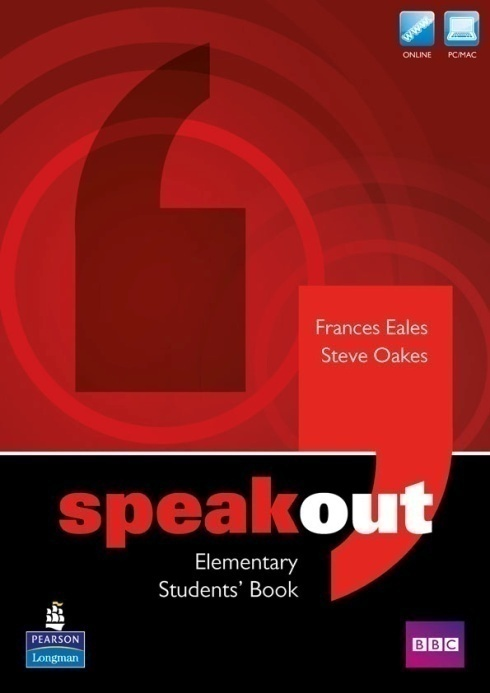 www
ONLINE
PC/MAC
Frances Eales
Steve Oakes
speakout
Elementary
Students' Book
PEARSON
Longman
BBC